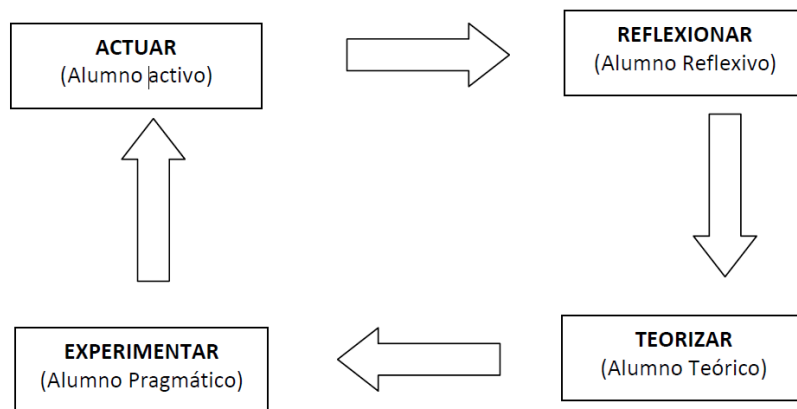 ACTUAR
(Alumno activo)
REFLEXIONAR
(Alumno Reflexivo)
EXPERIMENTAR
(Alumno Pragmático)
TEORIZAR
(Alumno Teórico)